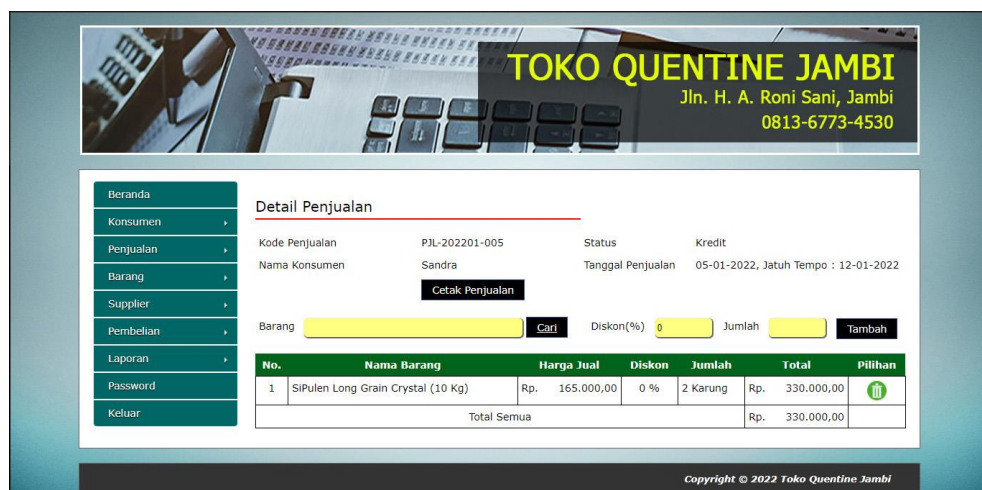 TOKO QUENTINE JAMBI
Jln. H. A. Roni Sani, Jambi
0813-6773-4530
Beranda
Konsumen
Penjualan
Barang
Supplier
Pembelian
Laporan
Password
Keluar
Detail Penjualan
Kode Penjualan PJL-202201-005 Status Kredit
Nama Konsumen Sandra Tanggal Penjualan 05-01-2022, Jatuh Tempo : 12-01-2022
Cetak Penjualan
Barang Cari Diskon(%) 0 Jumlah Tambah
No. Nama Barang Harga Jual Diskon Jumlah Total Pilihan
1 SiPulen Long Grain Crystal (10 Kg) Rp. 165.000,00 0 % 2 Karung Rp. 330.000,00
Total Semua Rp. 330.000,00
Copyright © 2022 Toko Quentine Jambi